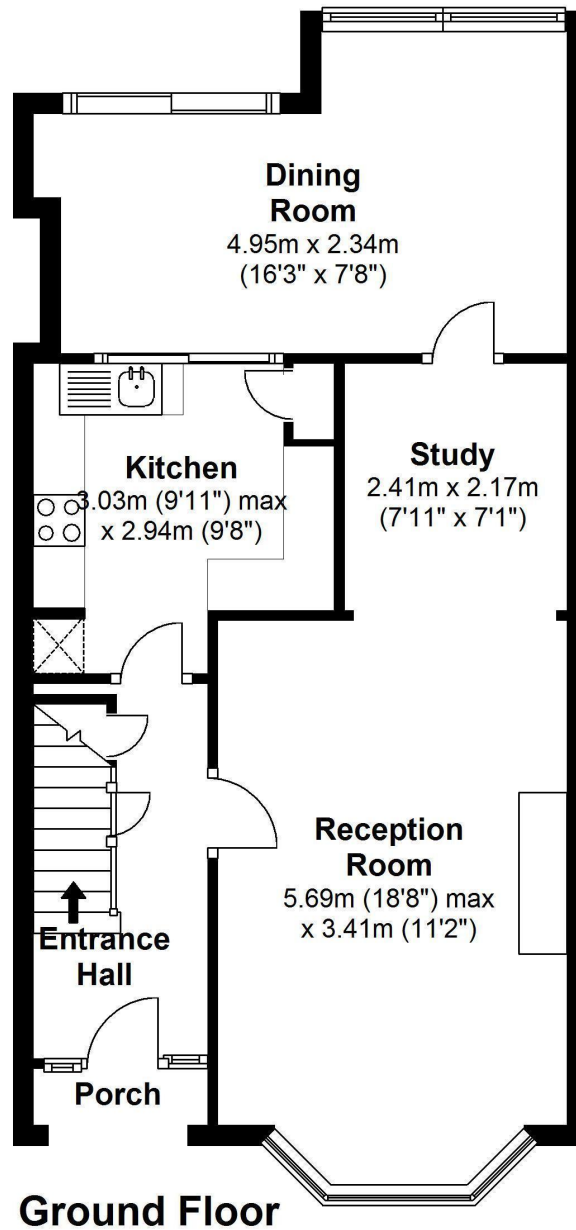 Dining
Room
4.95m x 2.34m
(16'3" x 7'8")
Kitchen
3.03m (9'11") max
x 2.94m (9'8")
Study
2.41m x 2.17m
(7'11" x 7'1")
Reception
Room
5.69m (18'8") max
x 3.41m (11'2")
Entrance
Hall
Porch
Ground Floor